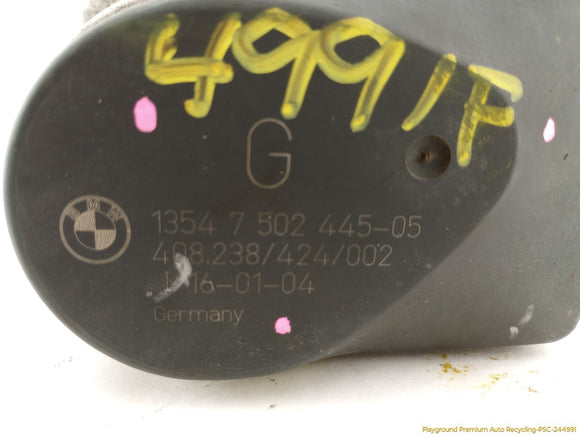 4991F
G
BMW
1354 7 502 445-05
408.238/424/002
16-01-04
Germany
Playground Premium Auto Recycling-PSC-244991